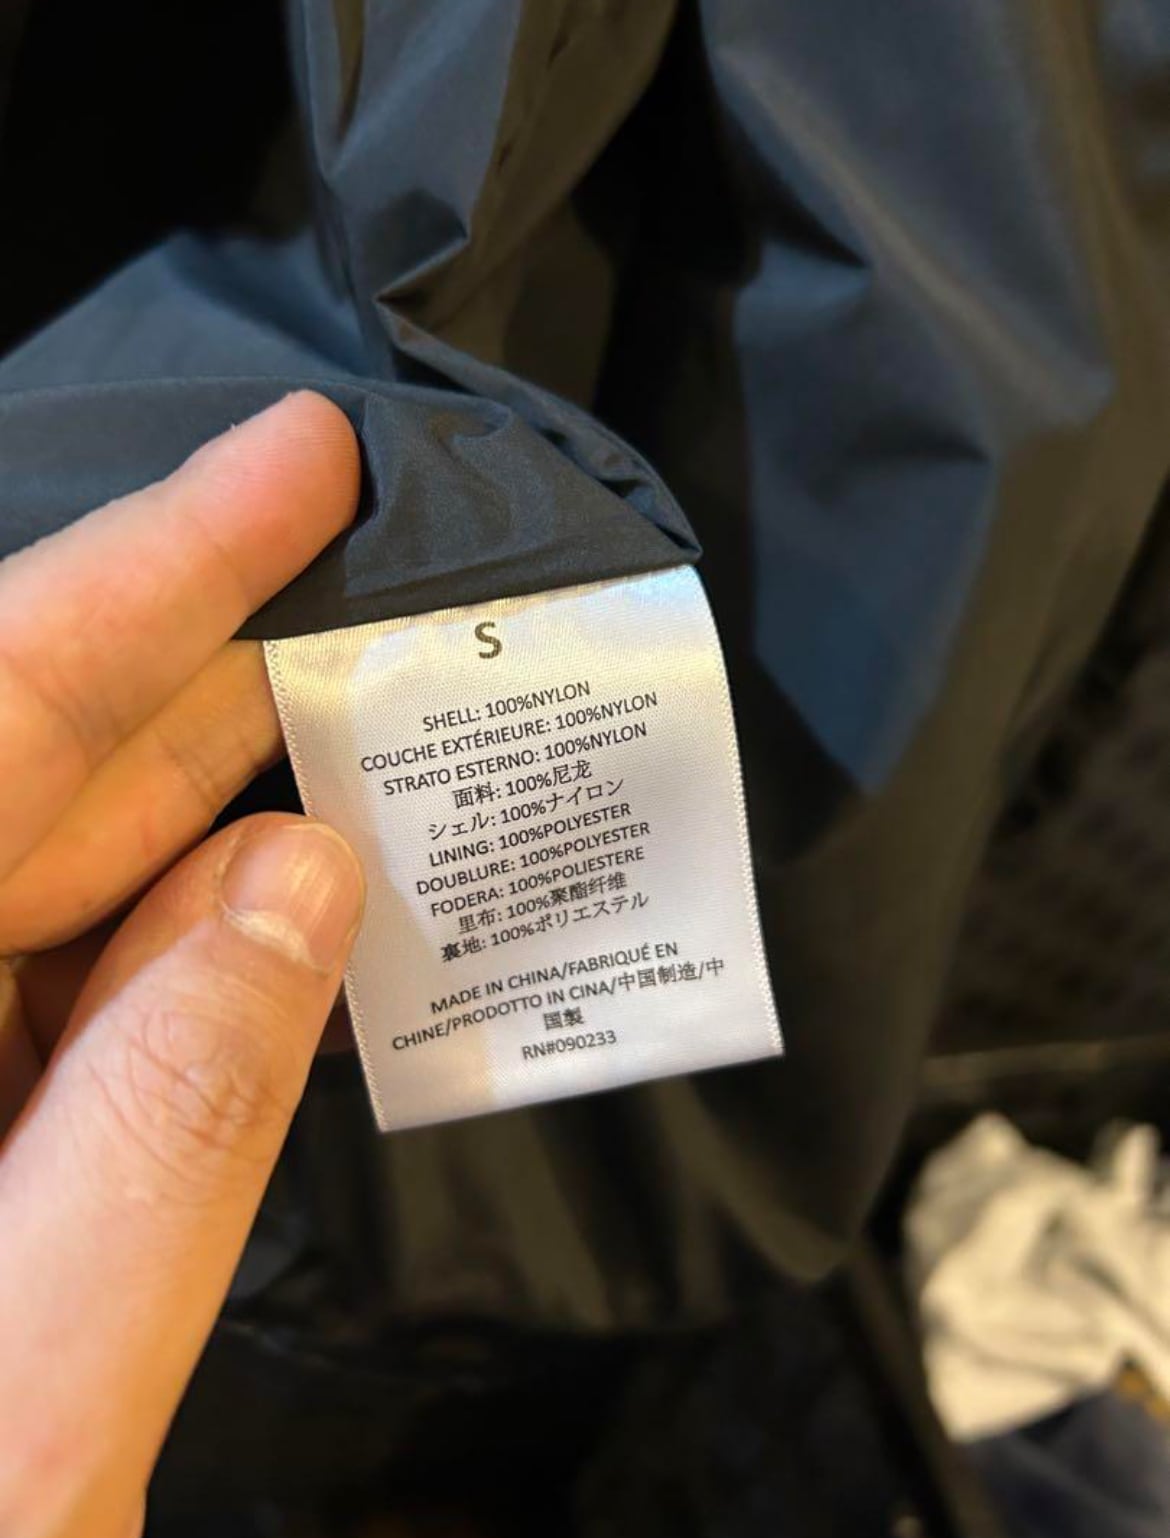 S
SHELL: 100%NYLON
COUCHE EXTÉRIEURE: 100%NYLON
STRATO ESTERNO: 100%NYLON
面料: 100%尼龙
シェル: 100%ナイロン
LINING: 100%POLYESTER
DOUBLURE: 100%POLYESTER
FODERA: 100%POLIESTERE
里布: 100%聚酯纤维
裏地: 100%ポリエステル
MADE IN CHINA/FABRIQUÉ EN
CHINE/PRODOTTO IN CINA/中国制造/中
国製
RN#090233